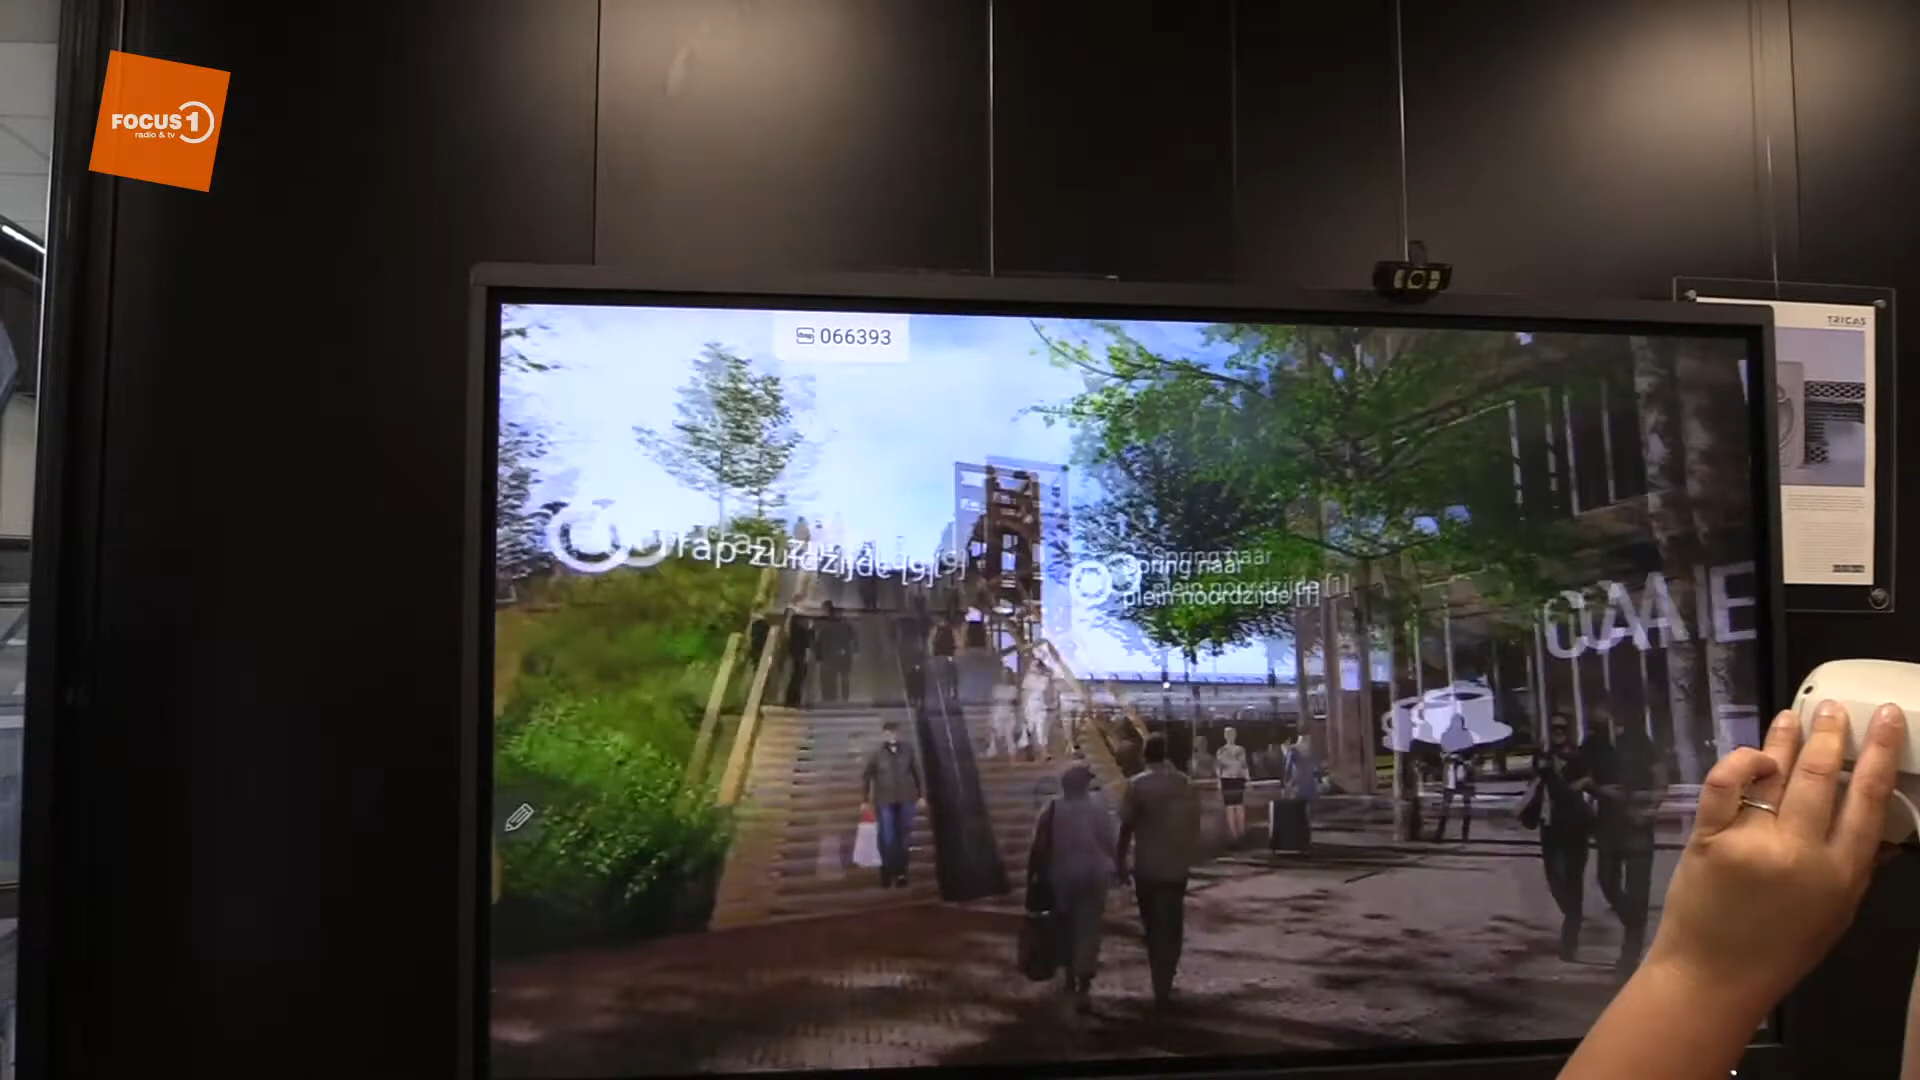 FOCUS 1
radio & tv
066393
TRICAS
Trap zuidzijde [9]
Spring naar
plein noordzijde [1]